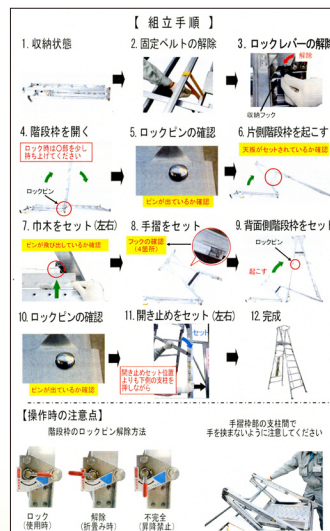 【 組立手順 】
1. 収納状態
2. 固定ベルトの解除
3. ロックレバーの解除
解除
収納フック
4. 階段枠を開く
ロック時は〇部を少し
持ち上げてください
ロックピン
5. ロックピンの確認
ピンが出ているか確認
6. 片側階段枠を起こす
天板がセットされているか確認
7. 巾木をセット(左右)
ピンが飛び出しているか確認
8. 手摺をセット
フックの確認
(4箇所)
9. 背面側階段枠をセット
ロックピン
起こす
10. ロックピンの確認
ピンが出ているか確認
11. 開き止めをセット(左右)
セット
開き止めセット位置
よりも下側の支柱を
押しながら
12. 完成
【操作時の注意点】
階段枠のロックピン解除方法
手摺枠部の支柱間で
手を挟まないように注意してください
ロック
(使用時)
解除
(折畳み時)
不完全
(昇降禁止)